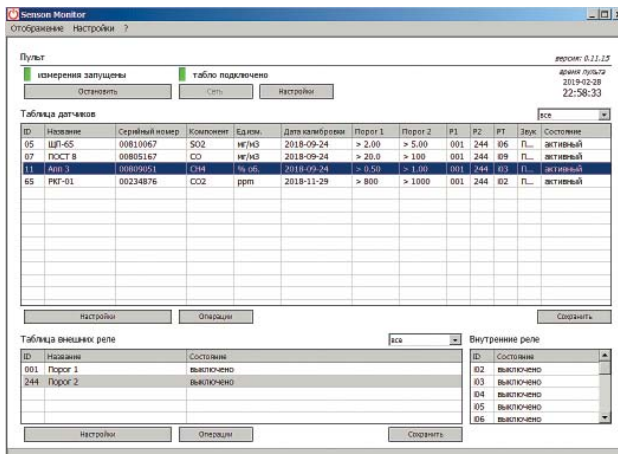 Senson Monitor
Отображение Настройки ?
Пульт
версия: 0.11.15
измерения запущены табло подключено
время пульта
2019-02-28
22:58:33
Остановить Сеть Настройки
Таблица датчиков все
ID Название Серийный номер Компонент Ед.изм. Дата калибровки Порог 1 Порог 2 Р1 Р2 РТ Звук Состояние
05 ЩП-65 00810067 SO2 мг/м3 2018-09-24 > 2.00 > 5.00 001 244 i06 П... активный
07 ПОСТ 8 00805167 CO мг/м3 2018-09-24 > 20.0 > 100 001 244 i09 П... активный
11 Апп 3 00809051 CH4 % об. 2018-09-24 > 0.50 > 1.00 001 244 i03 П... активный
65 РКГ-01 00234876 CO2 ppm 2018-11-29 > 800 > 1000 001 244 i02 П... активный
Настройки Операции Сохранить
Таблица внешних реле все Внутренние реле
ID Название Состояние
001 Порог 1 выключено
244 Порог 2 выключено
ID Состояние
i02 выключено
i03 выключено
i04 выключено
i05 выключено
i06 выключено
Настройки Операции Сохранить